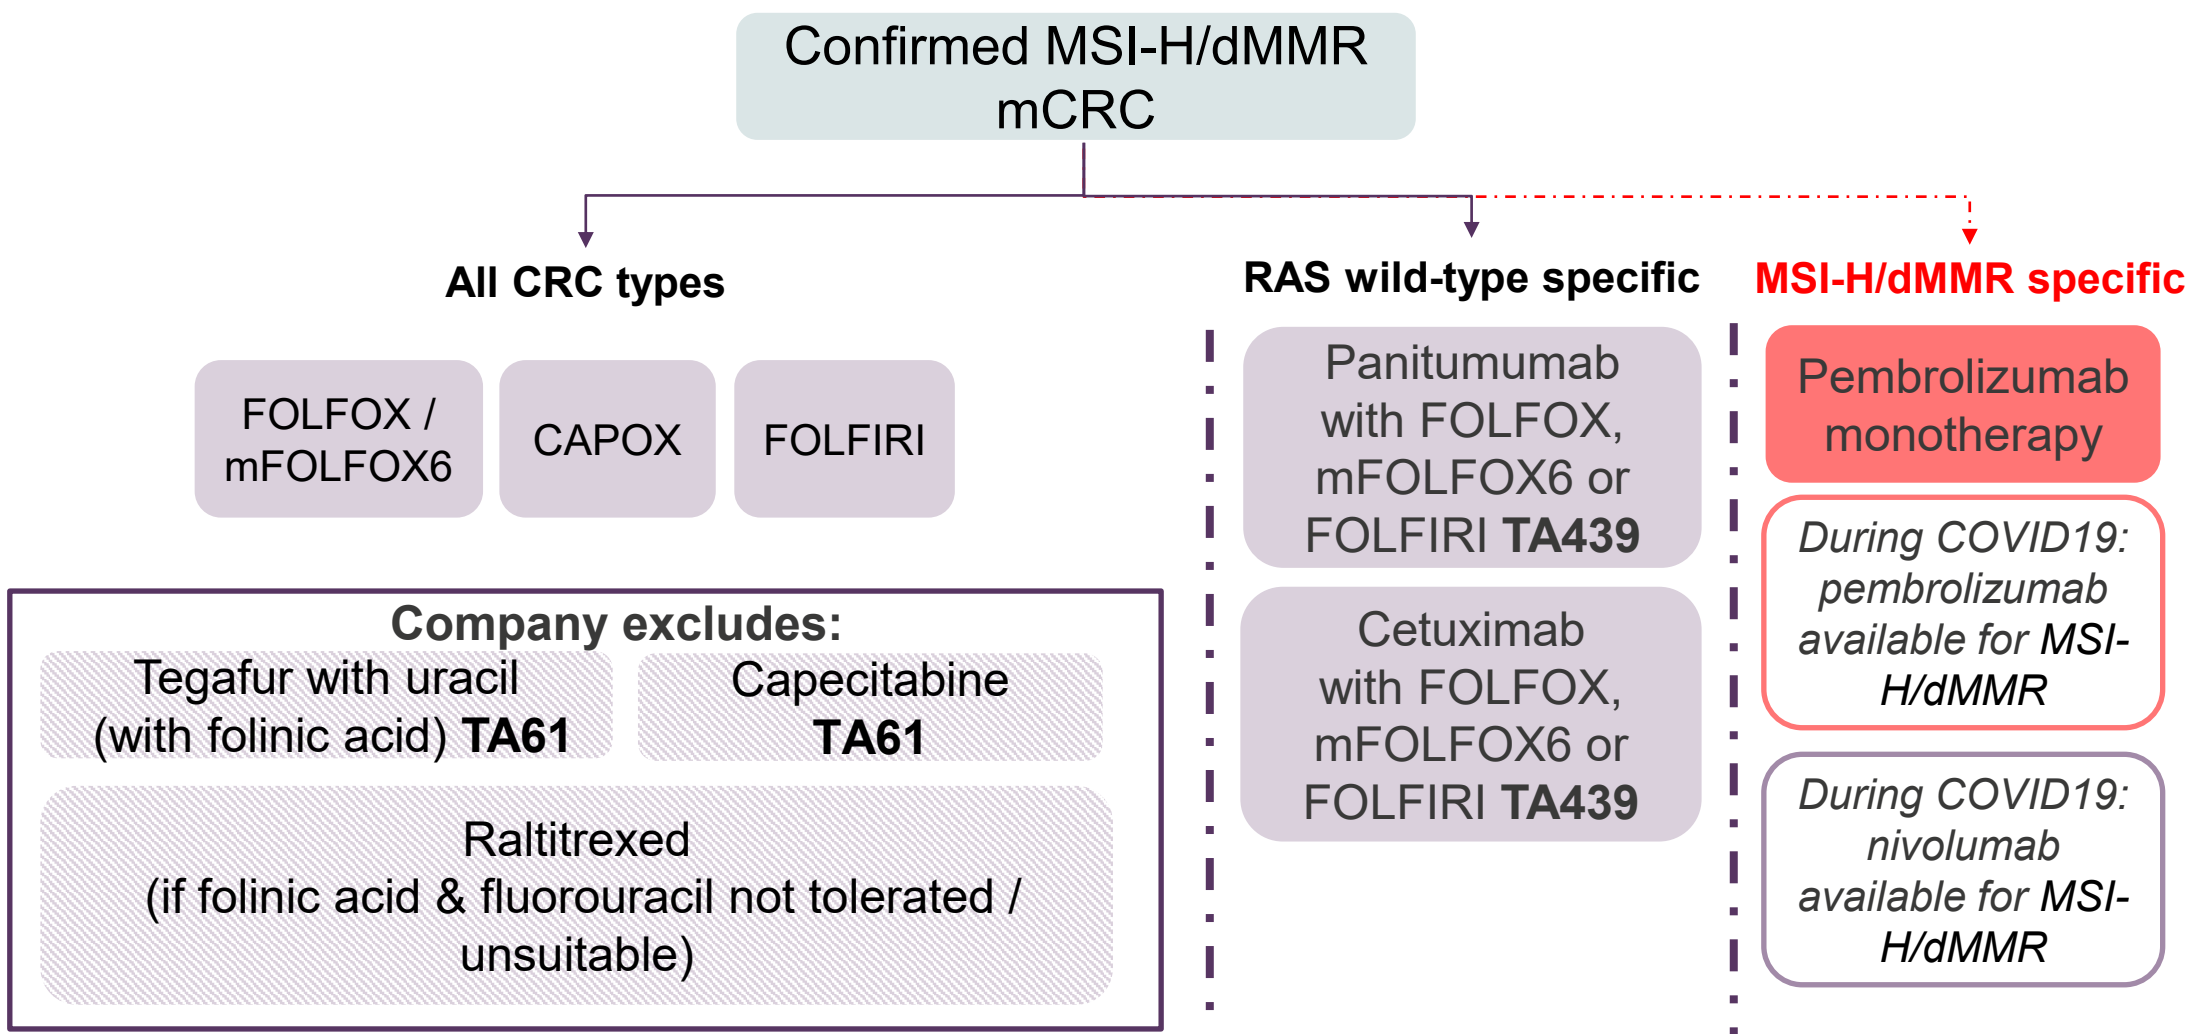 Confirmed MSI-H/dMMR
mCRC
All CRC types
FOLFOX /
mFOLFOX6
CAPOX
FOLFIRI
Company excludes:
Tegafur with uracil
(with folinic acid) TA61
Capecitabine
TA61
Raltitrexed
(if folinic acid & fluorouracil not tolerated /
unsuitable)
RAS wild-type specific
Panitumumab
with FOLFOX,
mFOLFOX6 or
FOLFIRI TA439
Cetuximab
with FOLFOX,
mFOLFOX6 or
FOLFIRI TA439
MSI-H/dMMR specific
Pembrolizumab
monotherapy
During COVID19:
pembrolizumab
available for MSI-
H/dMMR
During COVID19:
nivolumab
available for MSI-
H/dMMR